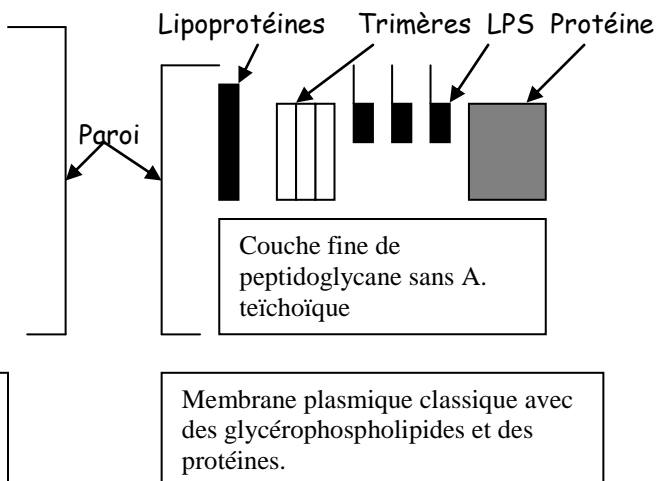 Lipoprotéines Trimères LPS Protéine
Paroi
Couche fine de
peptidoglycane sans A.
teïchoïque
Membrane plasmique classique avec
des glycérophospholipides et des
protéines.